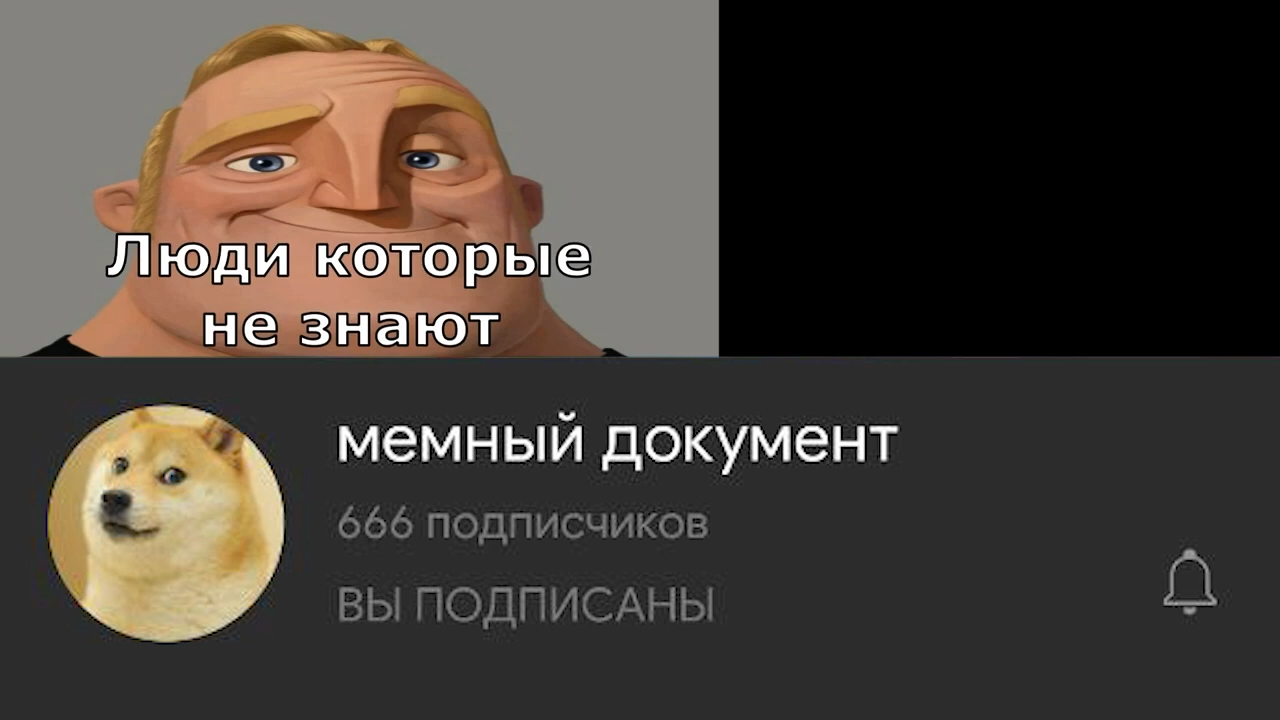 Люди которые
не знают
мемный документ
666 подписчиков
ВЫ ПОДПИСАНЫ